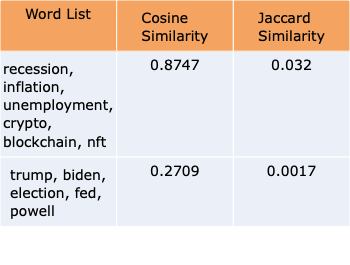 Word List
Cosine
Similarity
Jaccard
Similarity
recession,
inflation,
unemployment,
crypto,
blockchain, nft
0.8747
0.032
trump, biden,
election, fed,
powell
0.2709
0.0017